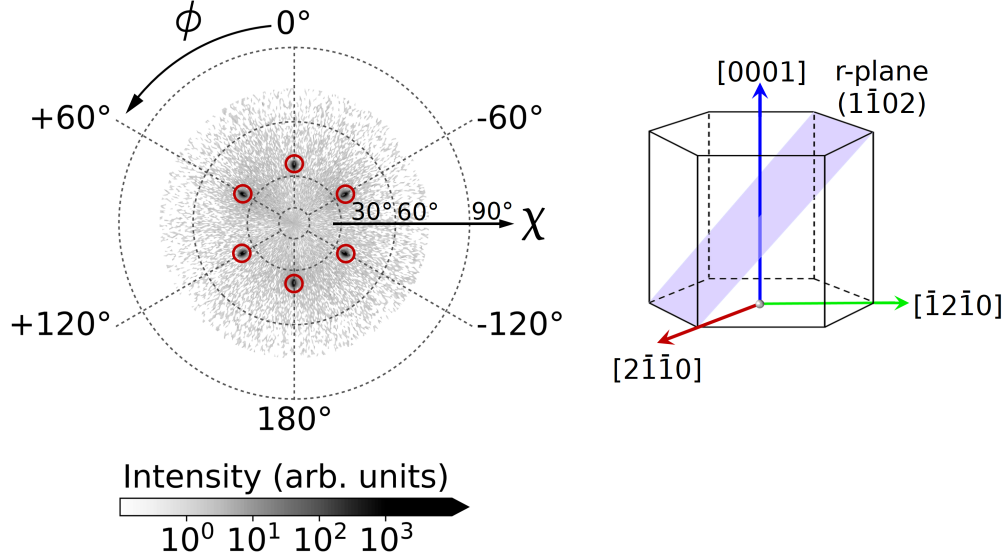 ϕ
0°
+60°
-60°
30° 60° 90° χ
+120°
-120°
180°
Intensity (arb. units)
10⁰ 10¹ 10² 10³
[0001]
r-plane
(11̄02)
[1̄21̄0]
[21̄1̄0]